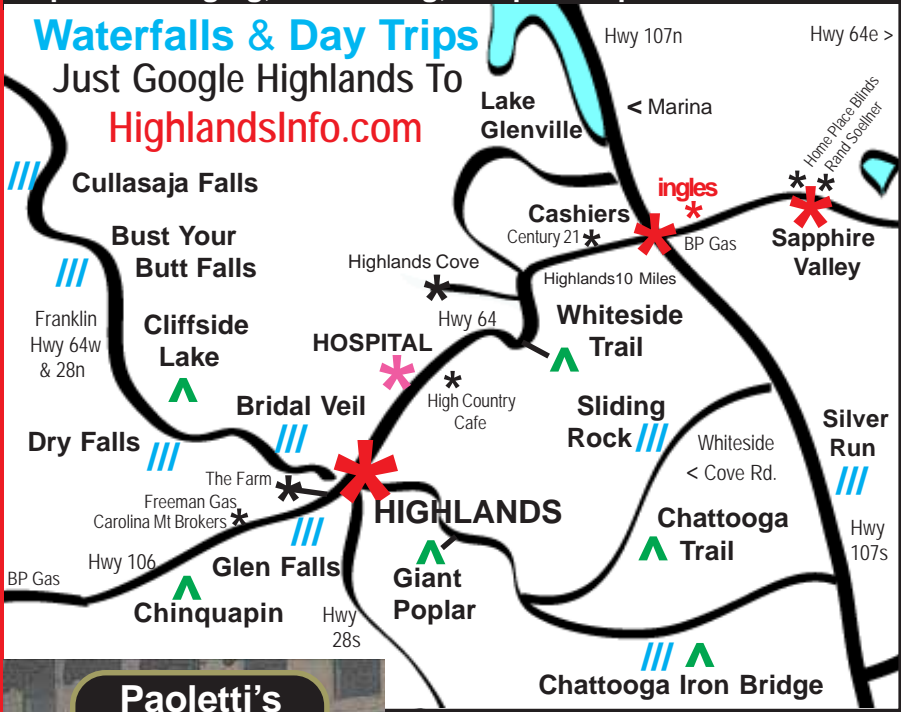 Waterfalls & Day Trips
Just Google Highlands To
HighlandsInfo.com
Hwy 107n
Hwy 64e >
Lake
Glenville
< Marina
Home Place Blinds
Rand Soellner
Cullasaja Falls
ingles
Cashiers
Century 21
BP Gas
Sapphire
Valley
Bust Your
Butt Falls
Highlands Cove
Highlands10 Miles
Franklin
Hwy 64w
& 28n
Cliffside
Lake
HOSPITAL
Hwy 64
Whiteside
Trail
High Country
Cafe
Bridal Veil
Sliding
Rock
Silver
Run
Dry Falls
Whiteside
< Cove Rd.
The Farm
Freeman Gas
Carolina Mt Brokers
HIGHLANDS
Chattooga
Trail
Hwy
107s
Hwy 106
Glen Falls
BP Gas
Giant
Poplar
Chinquapin
Hwy
28s
Chattooga Iron Bridge
Paoletti's